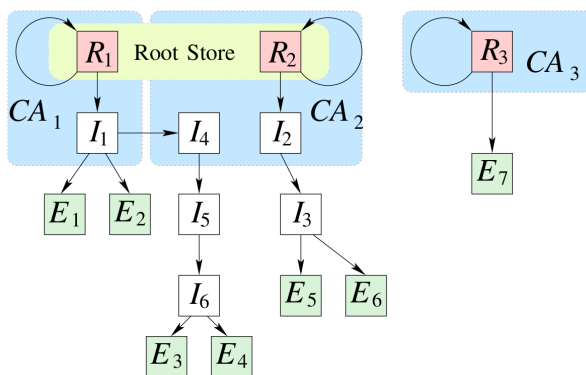 R1 Root Store R2 R3
CA1 CA2 CA3
I1 I4 I2
E7
E1 E2 I5 I3
I6 E5 E6
E3 E4